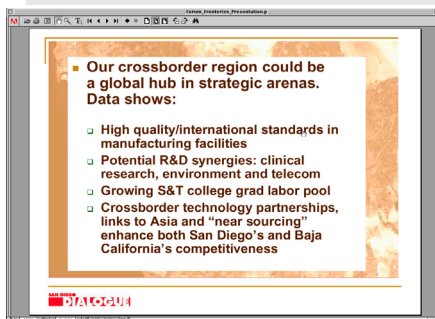 Forum_Fronterizo_Presentation.p
Our crossborder region could be
a global hub in strategic arenas.
Data shows:
High quality/international standards in
manufacturing facilities
Potential R&D synergies: clinical
research, environment and telecom
Growing S&T college grad labor pool
Crossborder technology partnerships,
links to Asia and “near sourcing”
enhance both San Diego’s and Baja
California’s competitiveness
SAN DIEGO
DIALOGUE